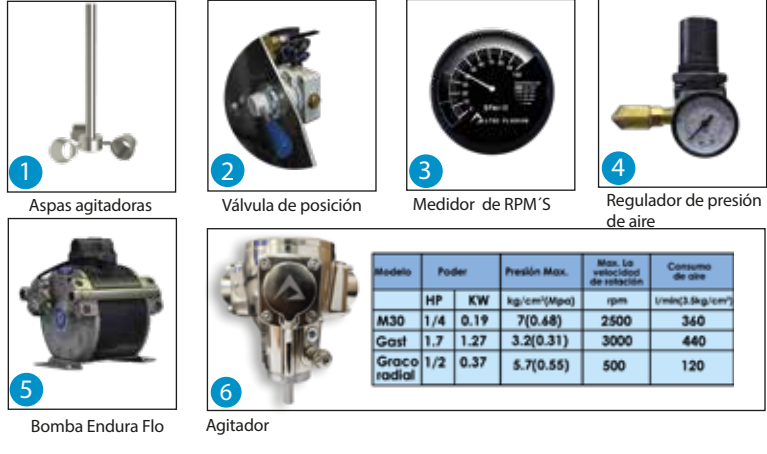 1
Aspas agitadoras
2
Válvula de posición
3
Medidor de RPM´S
4
Regulador de presión
de aire
5
Bomba Endura Flo
6
Agitador
Modelo Poder Presión Max. Max. La velocidad de rotación Consumo de aire
HP KW kg/cm²(Mpa) rpm L/min(3.5kg/cm²)
M30 1/4 0.19 7(0.68) 2500 360
Gast 1.7 1.27 3.2(0.31) 3000 440
Graco radial 1/2 0.37 5.7(0.55) 500 120